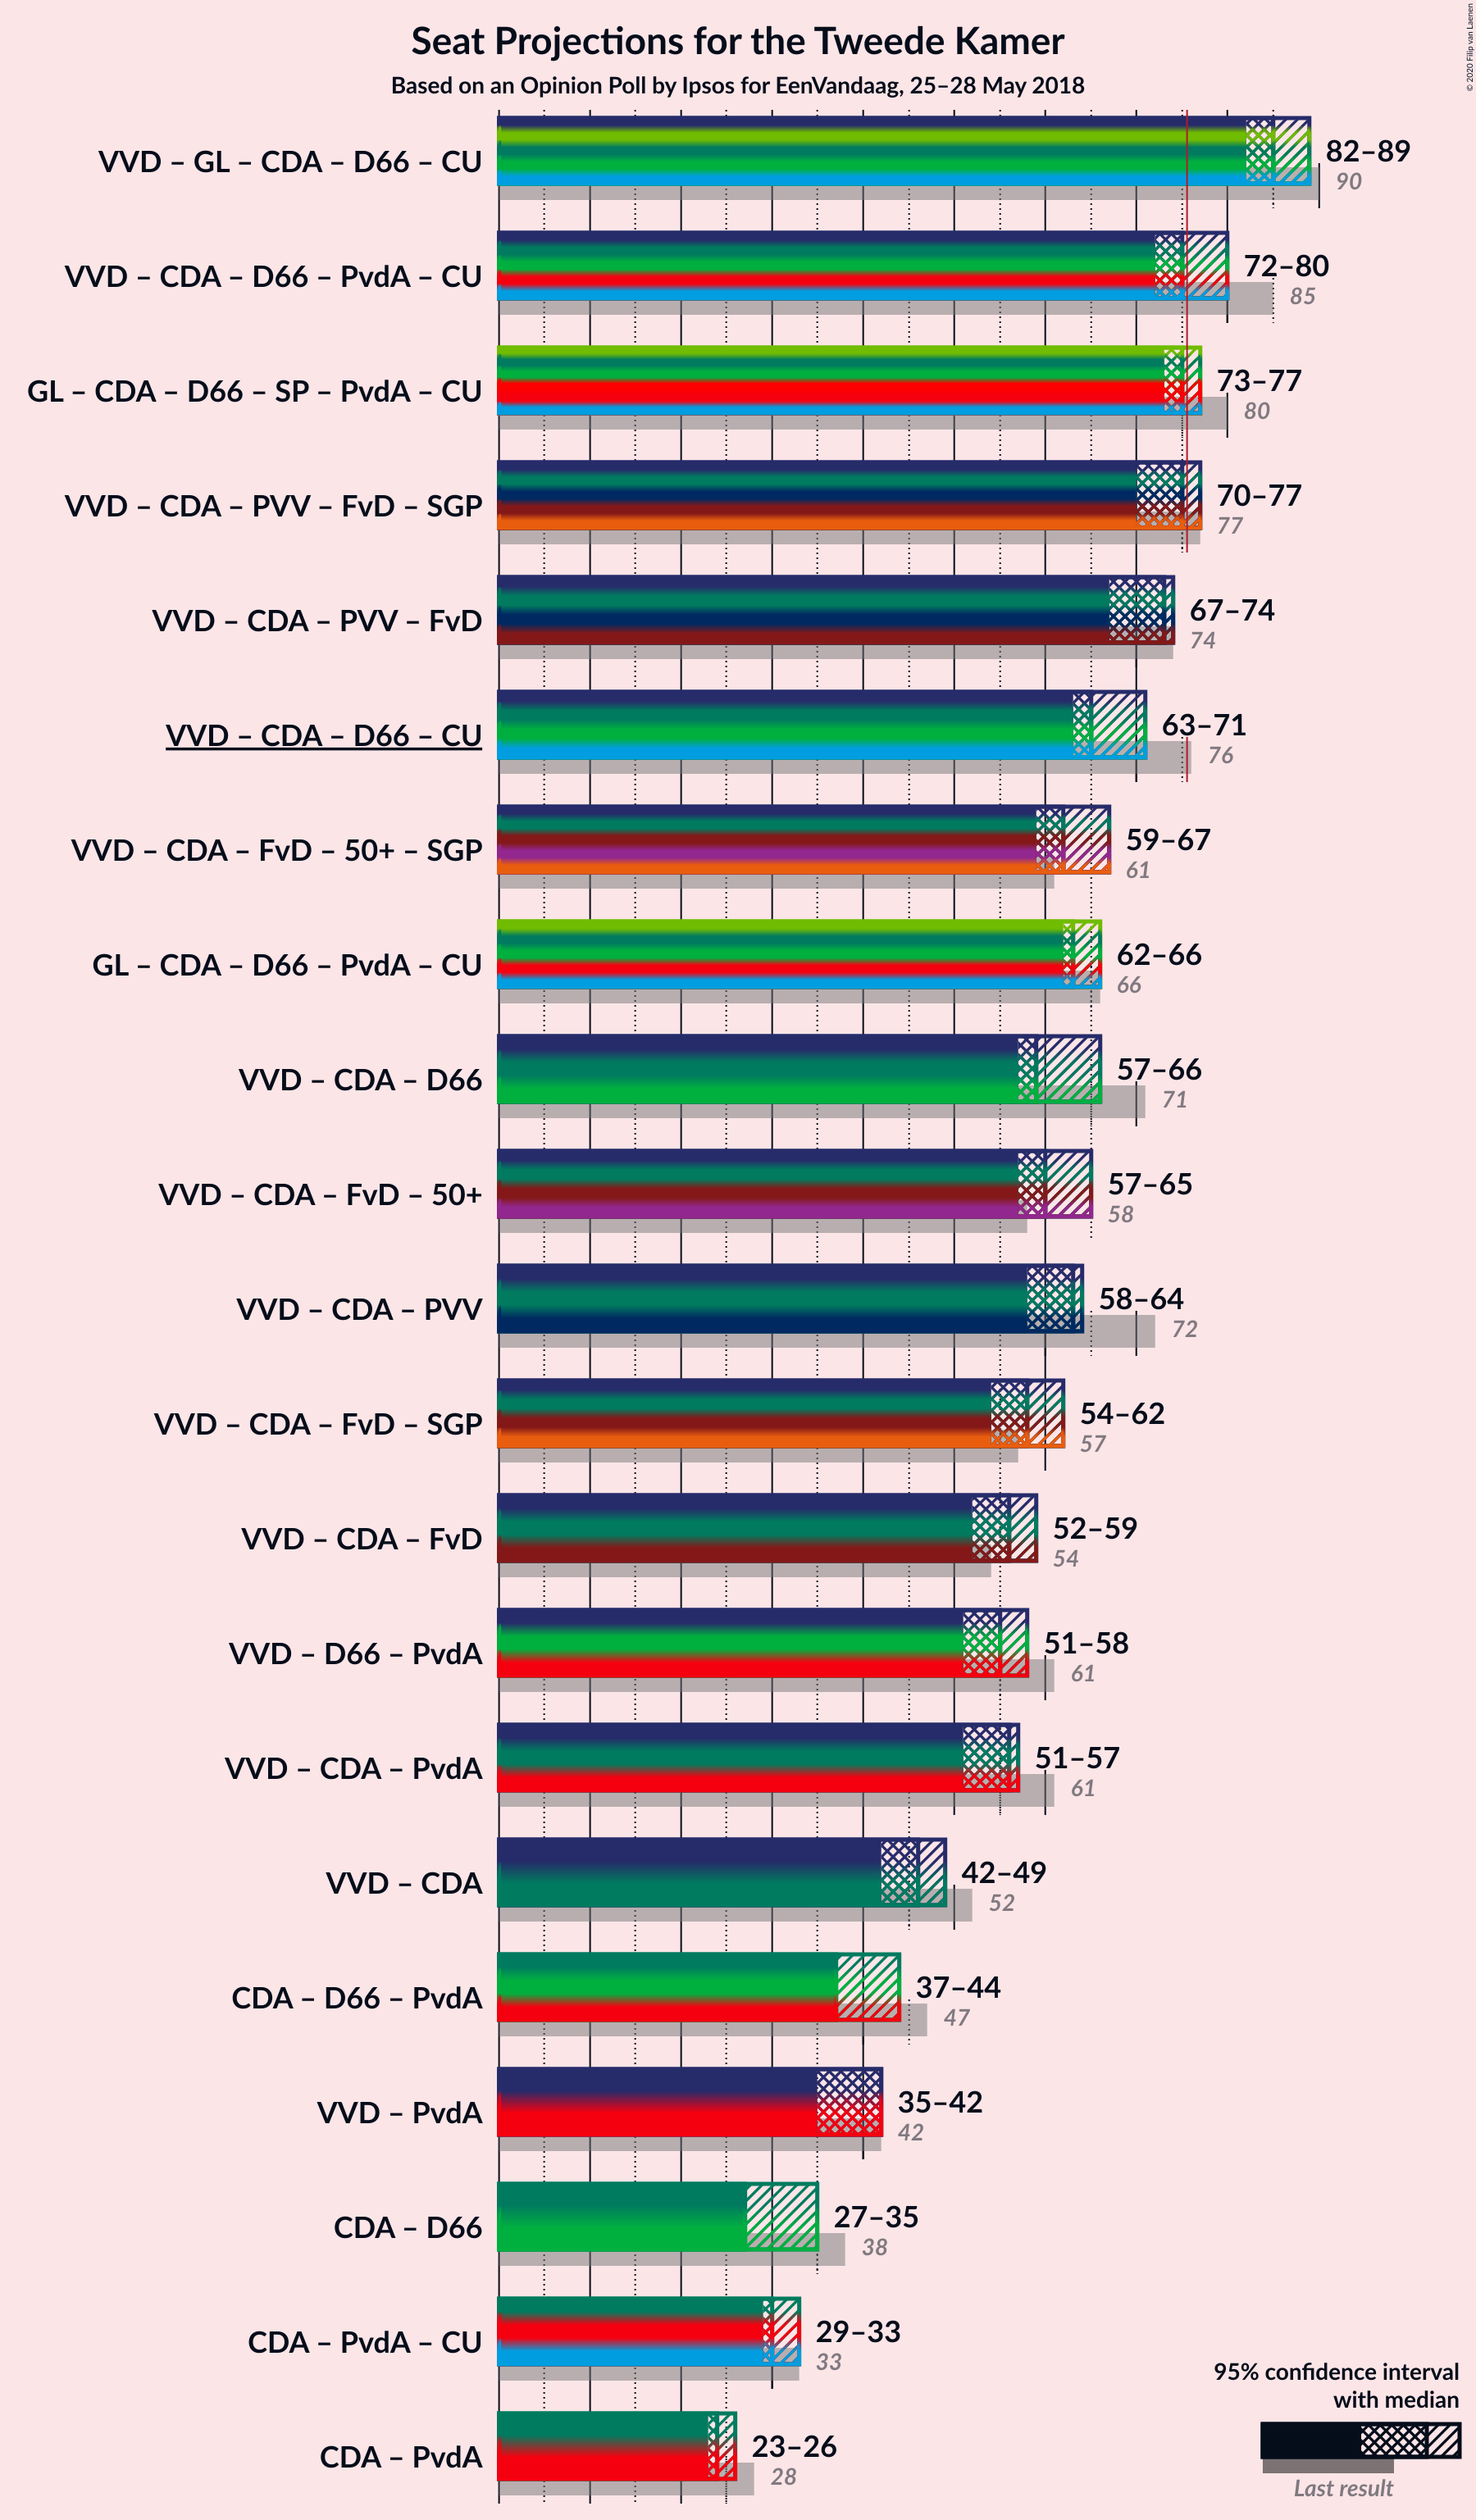 Seat Projections for the Tweede Kamer
Based on an Opinion Poll by Ipsos for EenVandaag, 25–28 May 2018
© 2020 Filip van Laenen
VVD – GL – CDA – D66 – CU
82–89
90
VVD – CDA – D66 – PvdA – CU
72–80
85
GL – CDA – D66 – SP – PvdA – CU
73–77
80
VVD – CDA – PVV – FvD – SGP
70–77
77
VVD – CDA – PVV – FvD
67–74
74
VVD – CDA – D66 – CU
63–71
76
VVD – CDA – FvD – 50+ – SGP
59–67
61
GL – CDA – D66 – PvdA – CU
62–66
66
VVD – CDA – D66
57–66
71
VVD – CDA – FvD – 50+
57–65
58
VVD – CDA – PVV
58–64
72
VVD – CDA – FvD – SGP
54–62
57
VVD – CDA – FvD
52–59
54
VVD – D66 – PvdA
51–58
61
VVD – CDA – PvdA
51–57
61
VVD – CDA
42–49
52
CDA – D66 – PvdA
37–44
47
VVD – PvdA
35–42
42
CDA – D66
27–35
38
CDA – PvdA – CU
29–33
33
CDA – PvdA
23–26
28
95% confidence interval
with median
Last result